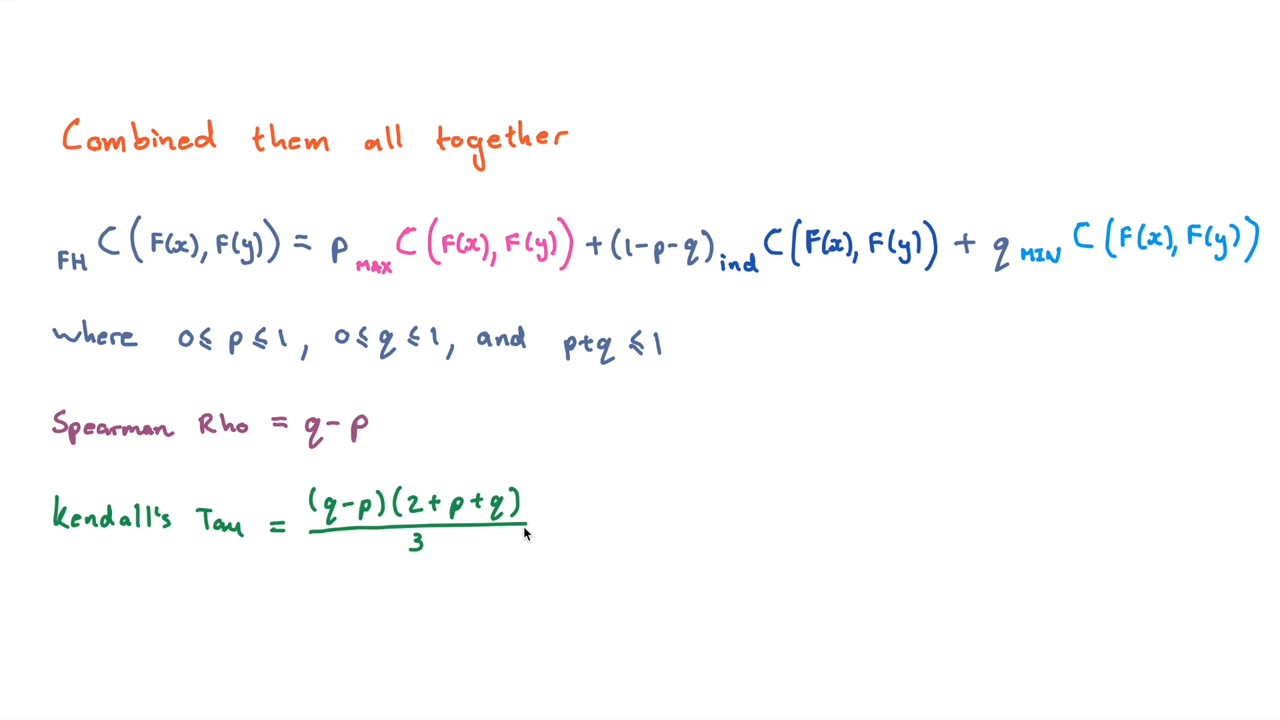 Combined them all together
FH C(F(x), F(y)) = p MAX C(F(x), F(y)) + (1-p-q) ind C(F(x), F(y)) + q MIN C(F(x), F(y))
where 0 ≤ p ≤ 1, 0 ≤ q ≤ 1, and p+q ≤ 1
Spearman Rho = q - p
Kendall's Tau = (q-p)(2+p+q) / 3